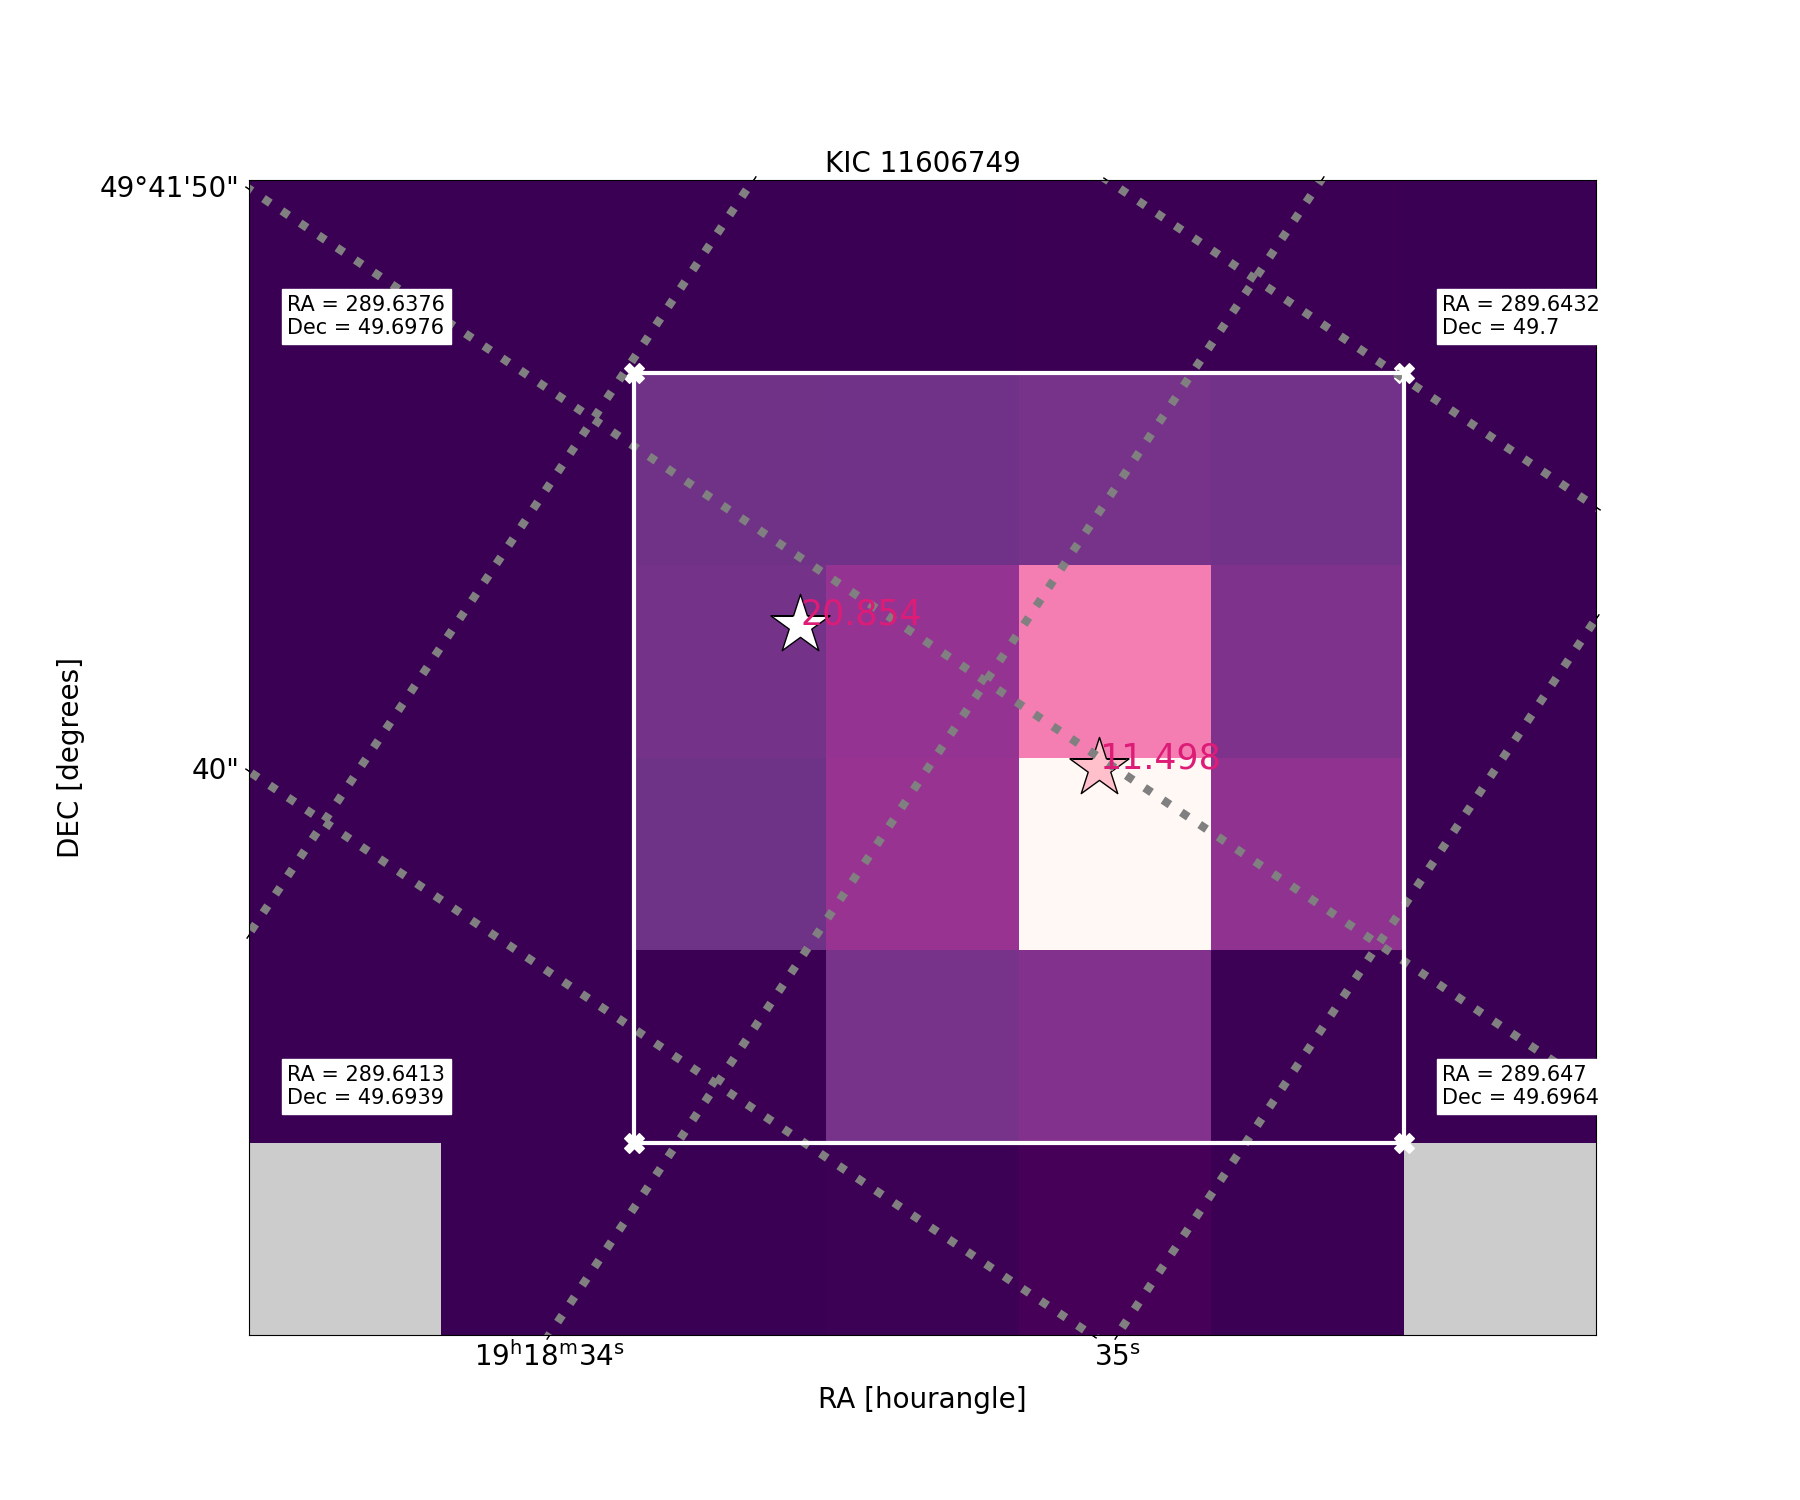 KIC 11606749
49°41'50"
RA = 289.6376
Dec = 49.6976
RA = 289.6432
Dec = 49.7
20.854
11.498
40"
DEC [degrees]
RA = 289.6413
Dec = 49.6939
RA = 289.647
Dec = 49.6964
19ʰ18ᵐ34ˢ
35ˢ
RA [hourangle]